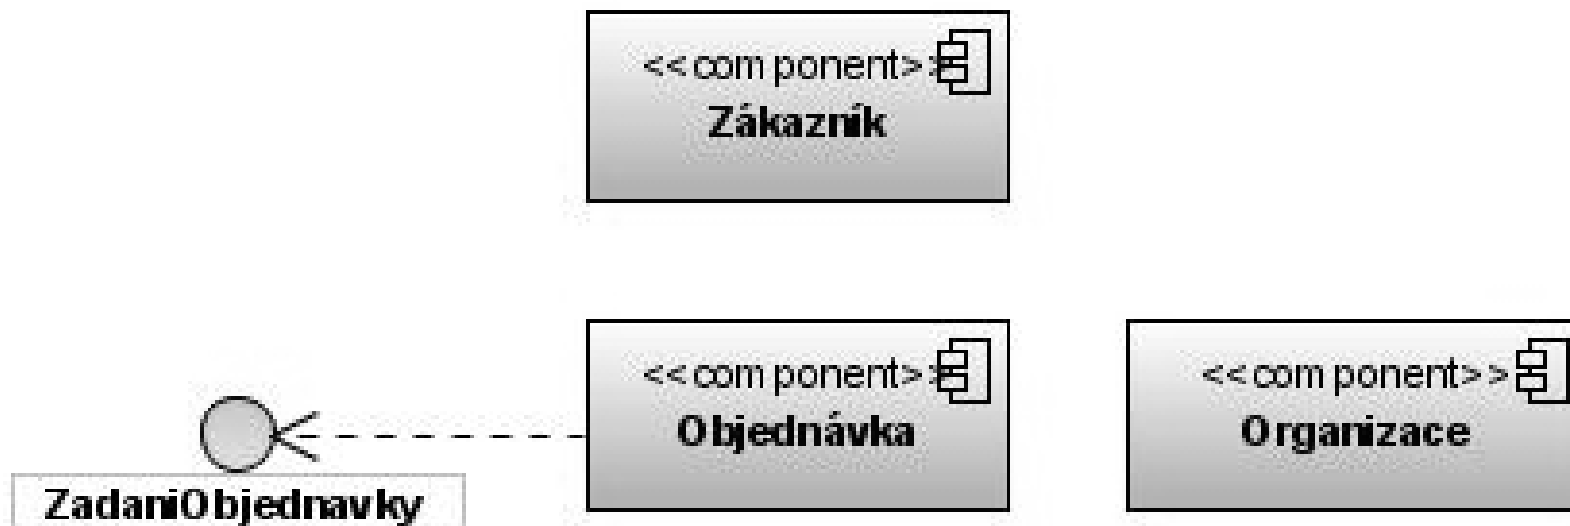 <<component>>
Zákazník
<<component>>
Objednávka
<<component>>
Organizace
ZadaniObjednavky